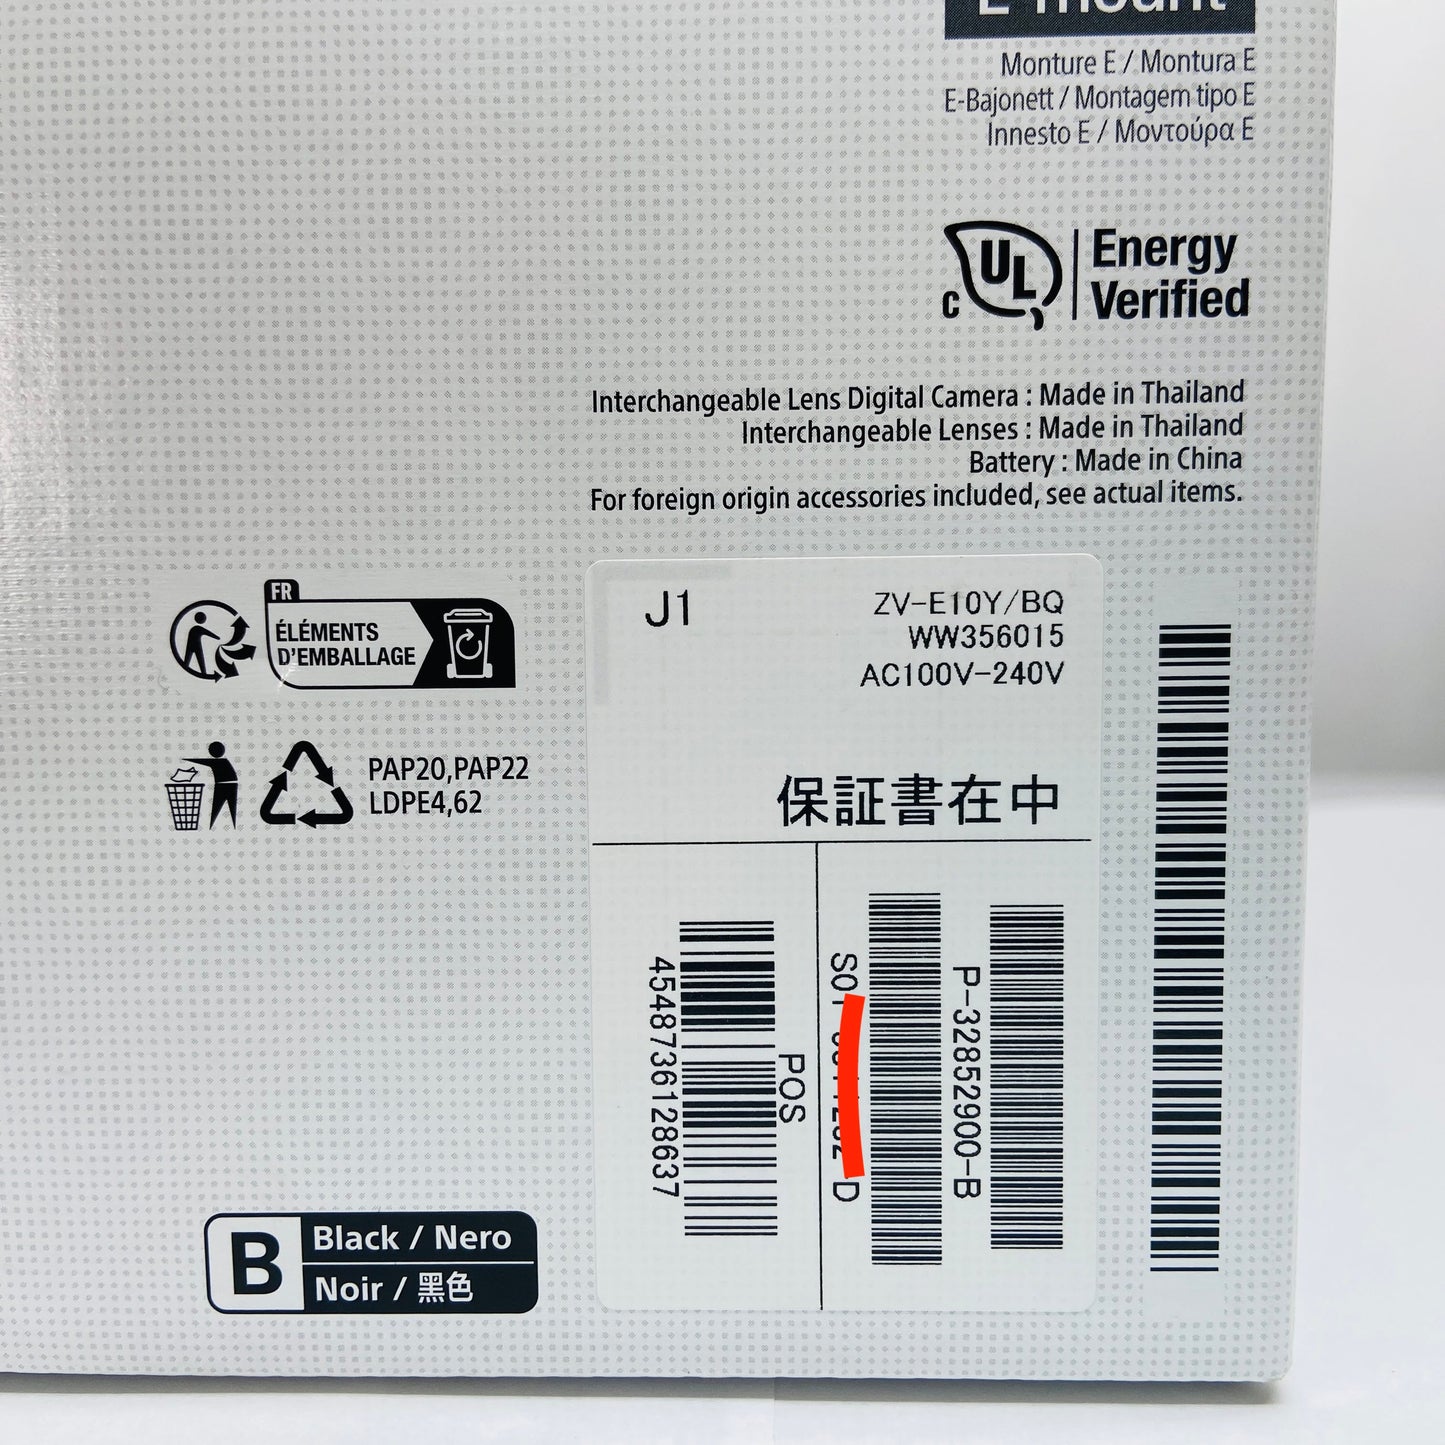 E-mount
Monture E / Montura E
E-Bajonett / Montagem tipo E
Innesto E / Μοντούρα E
C UL Energy
Verified
Interchangeable Lens Digital Camera : Made in Thailand
Interchangeable Lenses : Made in Thailand
Battery : Made in China
For foreign origin accessories included, see actual items.
FR
ÉLÉMENTS
D'EMBALLAGE
PAP20,PAP22
LDPE4,62
J1
ZV-E10Y/BQ
WW356015
AC100V-240V
保証書在中
4548736128637
POS
D
P-32852900-B
B
Black / Nero
Noir / 黑色